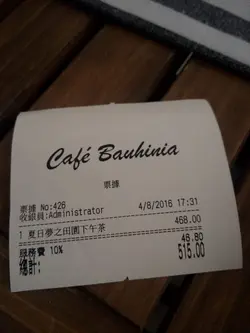 Café Bauhinia
票據
票據 No:426
收銀員:Administrator 4/8/2016 17:31
1 夏日夢之田園下午茶 468.00
服務費 10% 46.80
總計: 515.00